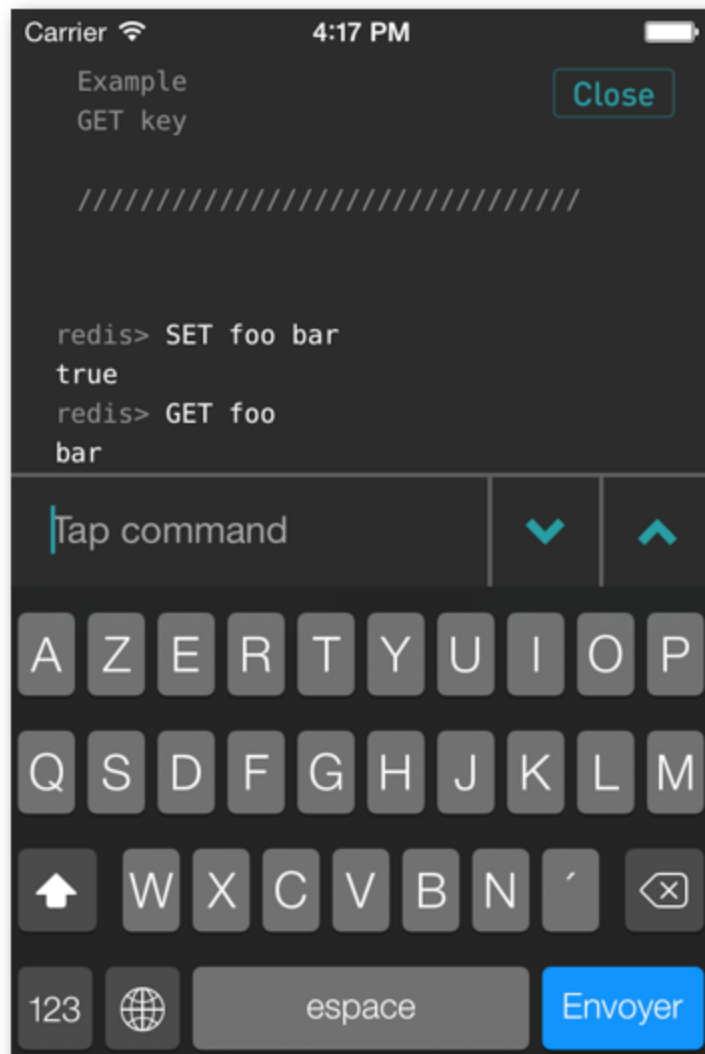 Carrier 4:17 PM
Example
Close
GET key
////////////////////////////////
redis> SET foo bar
true
redis> GET foo
bar
Tap command
A Z E R T Y U I O P
Q S D F G H J K L M
W X C V B N ´
123 espace Envoyer